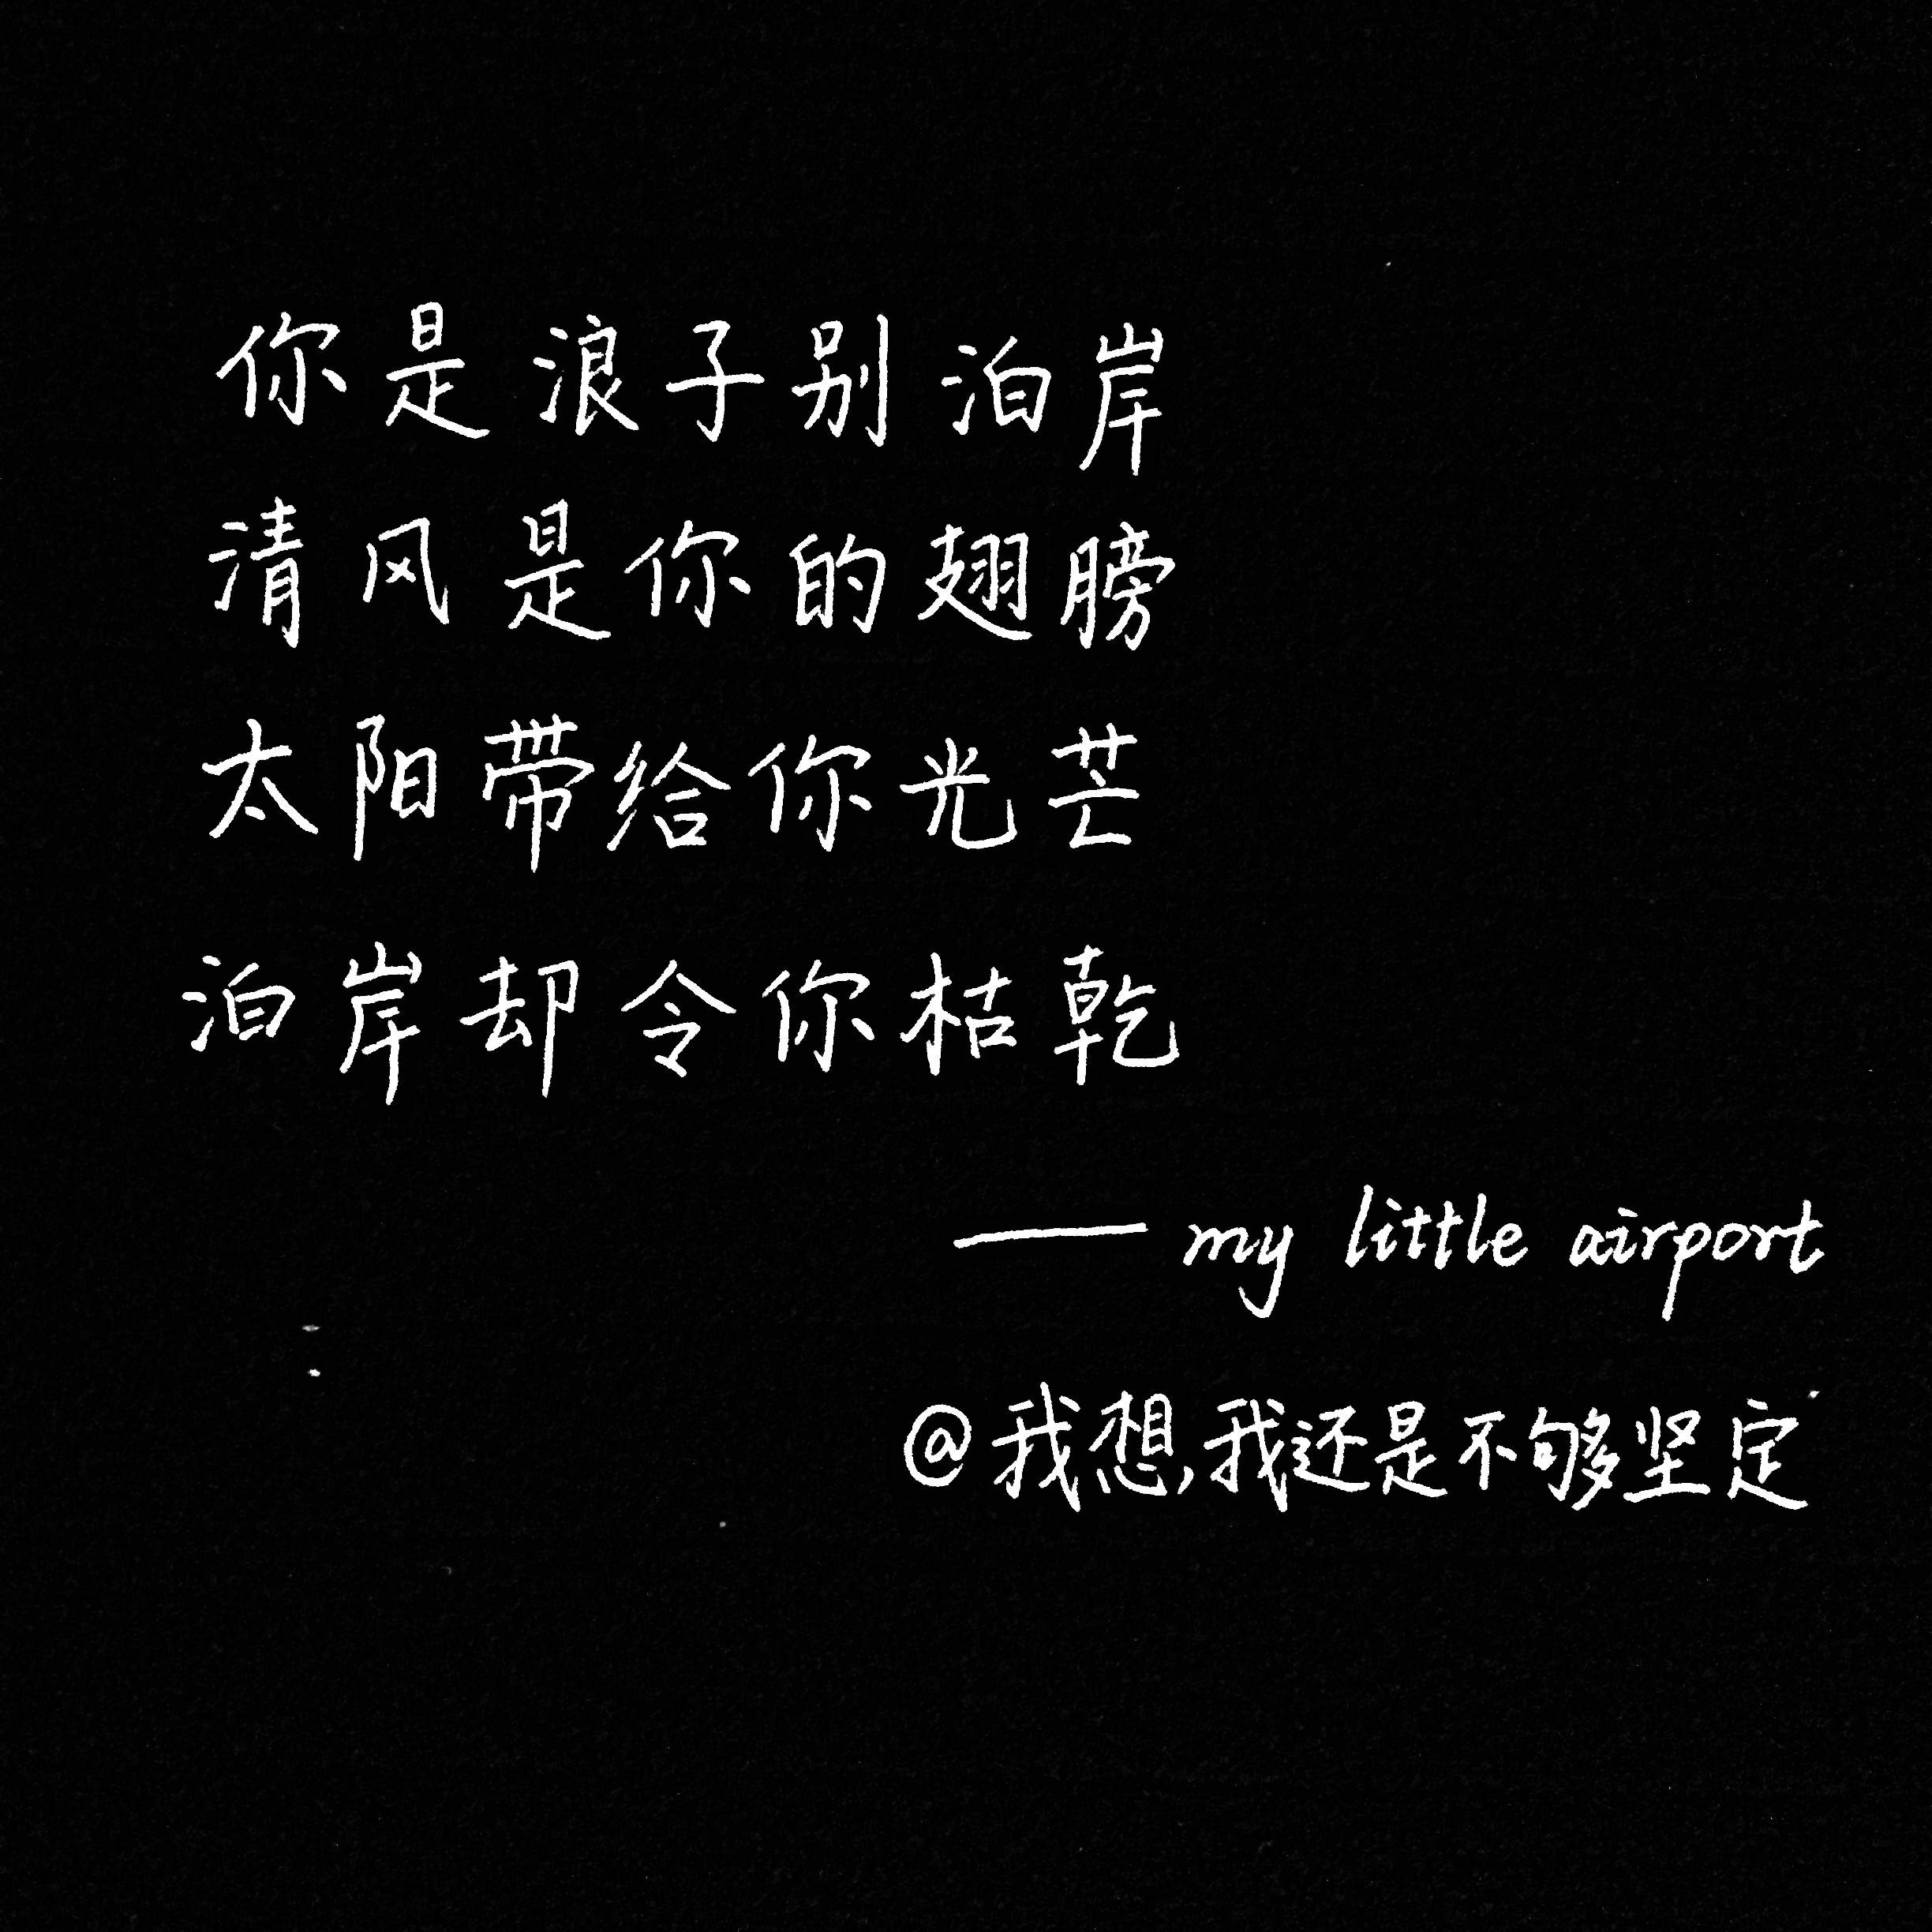 你是浪子别泊岸
清风是你的翅膀
太阳带给你光芒
泊岸却令你枯乾
—— my little airport
@我想,我还是不够坚定